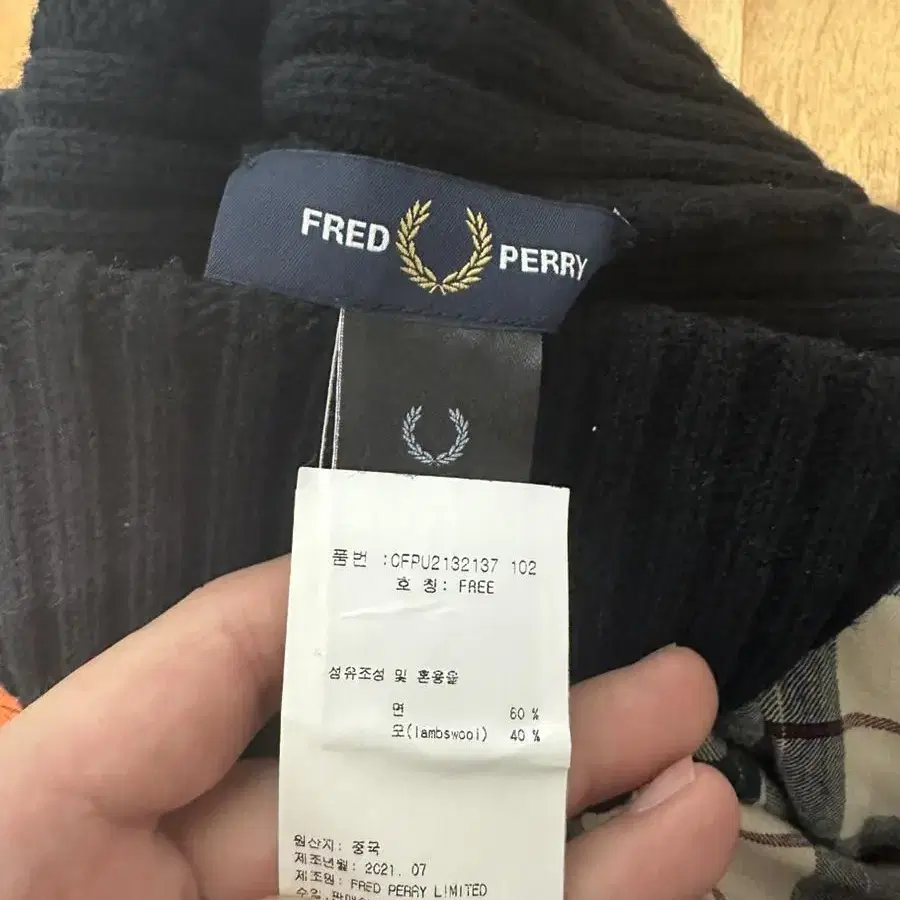 FRED PERRY
품번 :CFPU2132137 102
호 칭: FREE
섬유조성 및 혼용율
면 60 %
모(lambswool) 40 %
원산지: 중국
제조년월: 2021. 07
제조원: FRED PERRY LIMITED